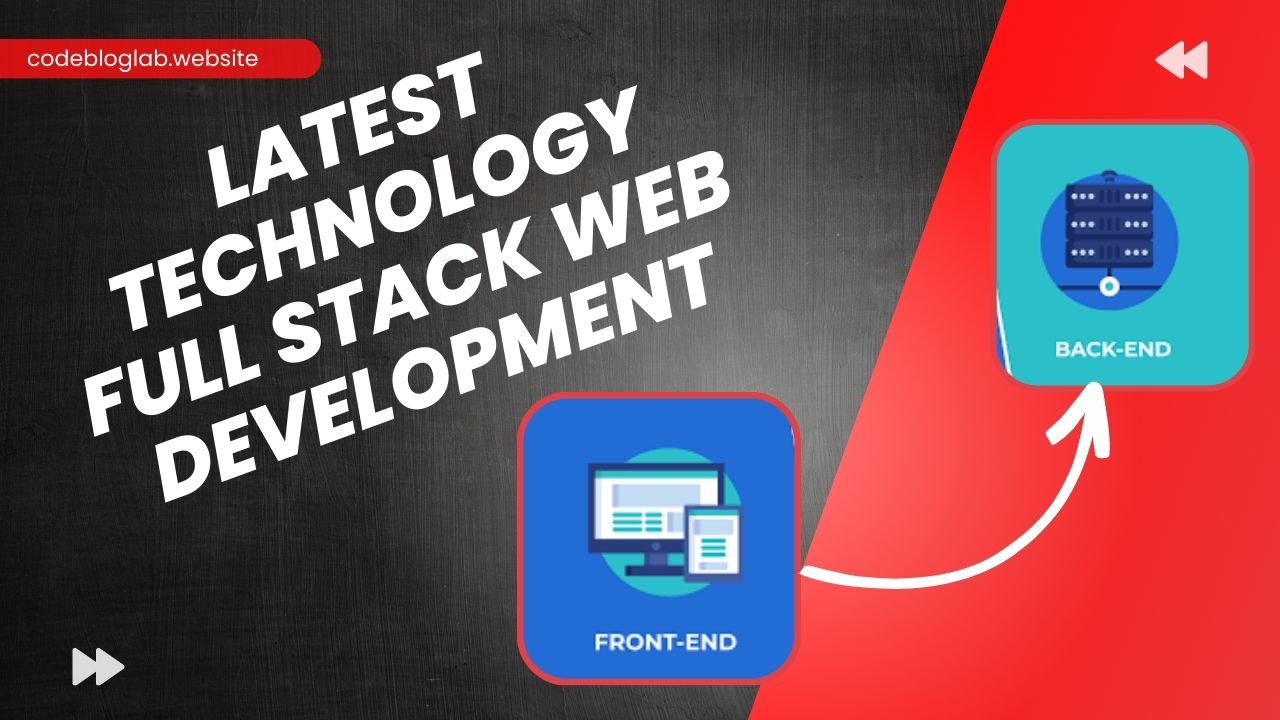 codebloglab.website
LATEST
TECHNOLOGY
FULL STACK WEB
DEVELOPMENT
BACK-END
FRONT-END